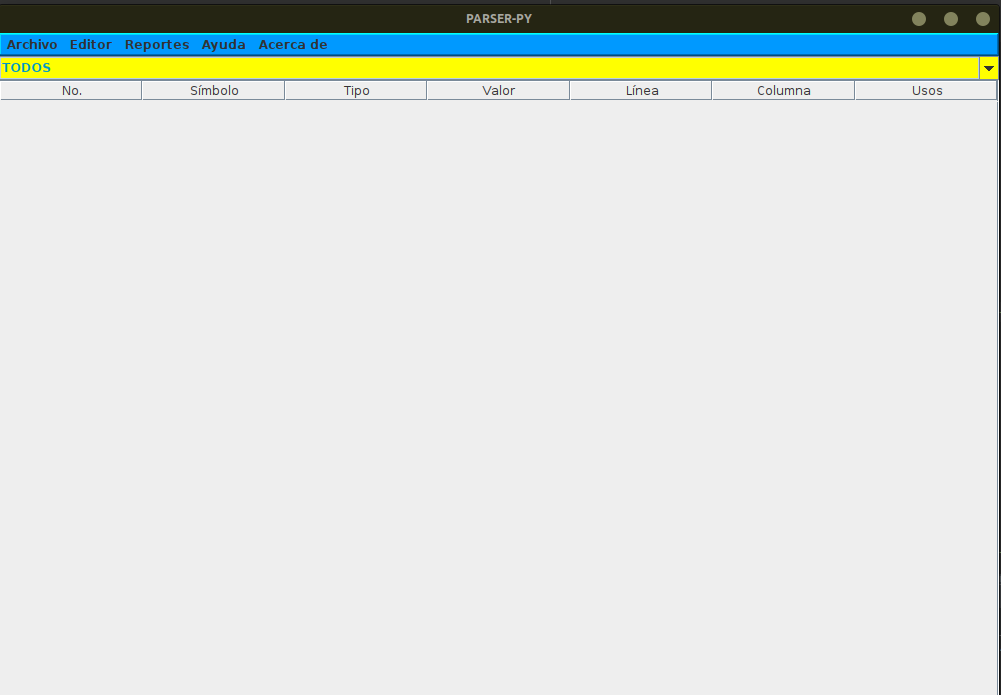 PARSER-PY
Archivo Editor Reportes Ayuda Acerca de
TODOS
No. Símbolo Tipo Valor Línea Columna Usos